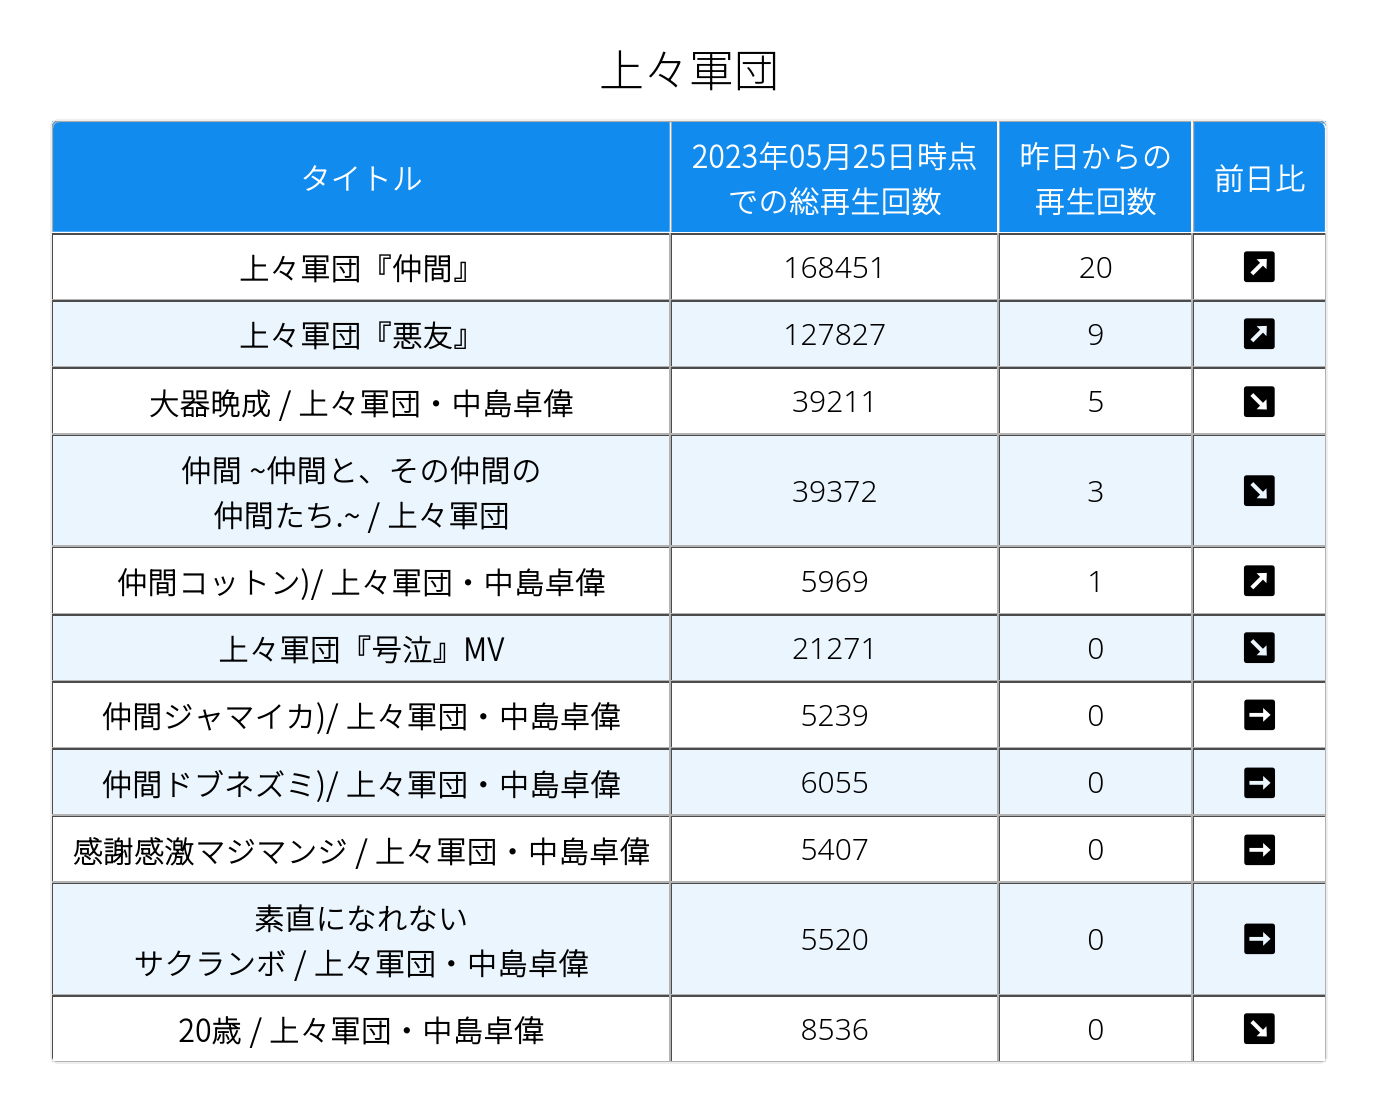 上々軍団
タイトル
2023年05月25日時点
での総再生回数
昨日からの
再生回数
前日比
上々軍団『仲間』 168451 20 ↗
上々軍団『悪友』 127827 9 ↗
大器晩成 / 上々軍団・中島卓偉 39211 5 ↘
仲間 ~仲間と、その仲間の
仲間たち.~ / 上々軍団 39372 3 ↘
仲間コットン)/ 上々軍団・中島卓偉 5969 1 ↗
上々軍団『号泣』MV 21271 0 ↘
仲間ジャマイカ)/ 上々軍団・中島卓偉 5239 0 →
仲間ドブネズミ)/ 上々軍団・中島卓偉 6055 0 →
感謝感激マジマンジ / 上々軍団・中島卓偉 5407 0 →
素直になれない
サクランボ / 上々軍団・中島卓偉 5520 0 →
20歳 / 上々軍団・中島卓偉 8536 0 ↘